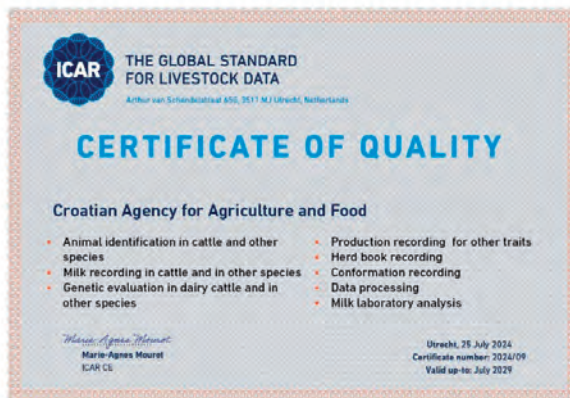 ICAR
THE GLOBAL STANDARD
FOR LIVESTOCK DATA
Arthur van Schendelstraat 650, 3511 MJ Utrecht, Netherlands
CERTIFICATE OF QUALITY
Croatian Agency for Agriculture and Food
• Animal identification in cattle and other
species
• Milk recording in cattle and in other species
• Genetic evaluation in dairy cattle and in
other species
• Production recording for other traits
• Herd book recording
• Conformation recording
• Data processing
• Milk laboratory analysis
Marie-Agnes Mourot
Marie-Agnes Mourot
ICAR CE
Utrecht, 25 July 2024
Certificate number: 2024/09
Valid up-to: July 2029